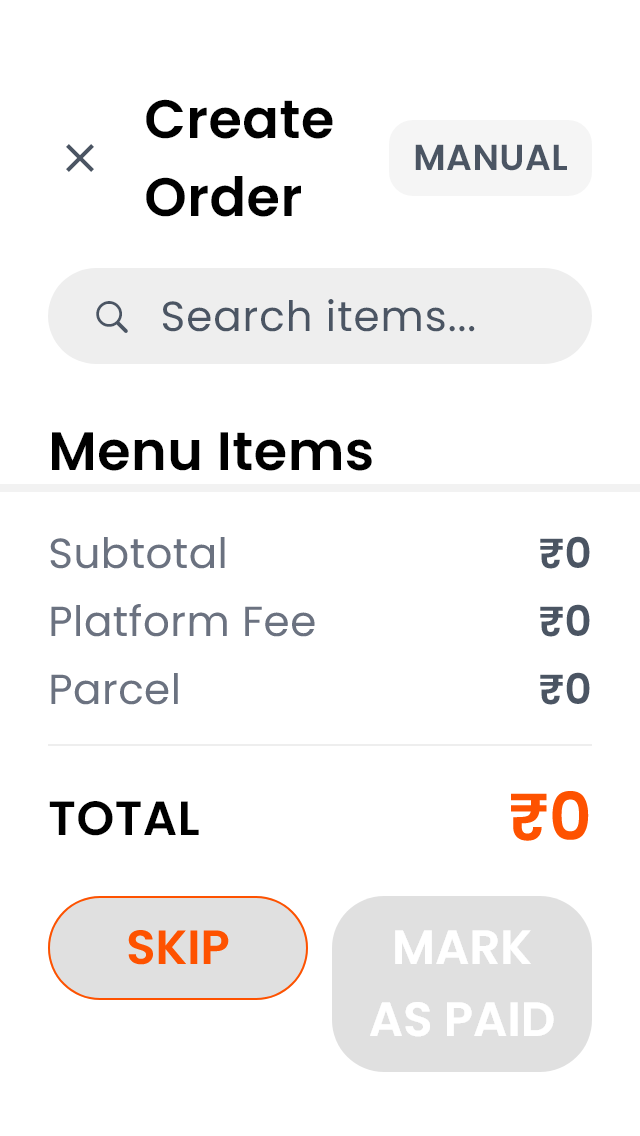 Create
Order
MANUAL
Search items...
Menu Items
Subtotal ₹0
Platform Fee ₹0
Parcel ₹0
TOTAL ₹0
SKIP
MARK
AS PAID